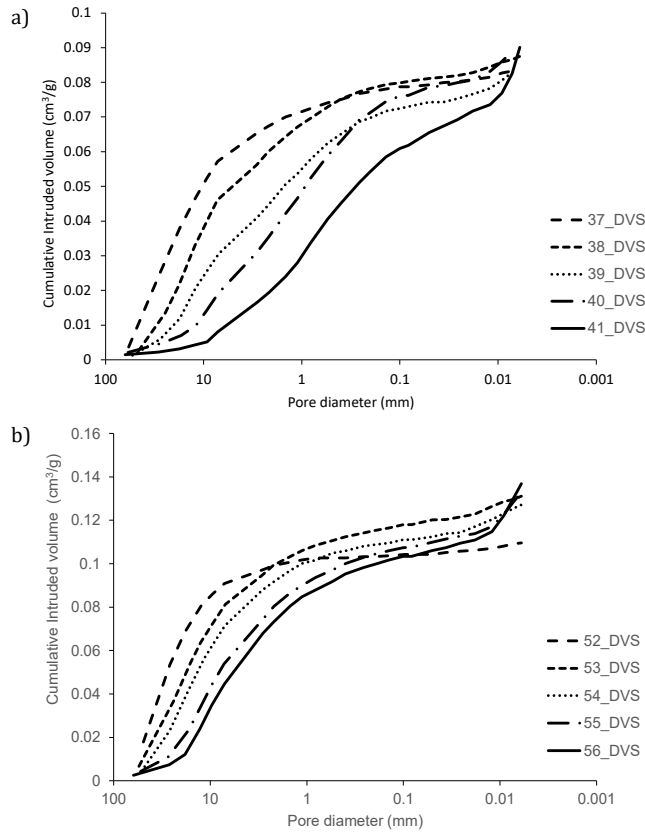 a)
Cumulative Intruded volume (cm³/g)
0.1
0.09
0.08
0.07
0.06
0.05
0.04
0.03
0.02
0.01
0
100
10
1
0.1
0.01
0.001
Pore diameter (mm)
37_DVS
38_DVS
39_DVS
40_DVS
41_DVS
b)
Cumulative Intruded volume (cm³/g)
0.16
0.14
0.12
0.1
0.08
0.06
0.04
0.02
0
100
10
1
0.1
0.01
0.001
Pore diameter (mm)
52_DVS
53_DVS
54_DVS
55_DVS
56_DVS